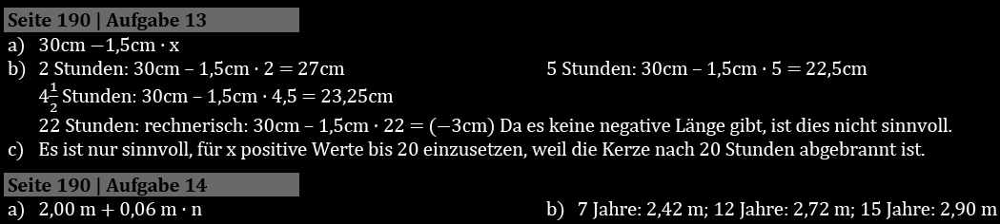 Seite 190 | Aufgabe 13
a) 30cm −1,5cm · x
b) 2 Stunden: 30cm – 1,5cm · 2 = 27cm 5 Stunden: 30cm – 1,5cm · 5 = 22,5cm
4½ Stunden: 30cm – 1,5cm · 4,5 = 23,25cm
22 Stunden: rechnerisch: 30cm – 1,5cm · 22 = (−3cm) Da es keine negative Länge gibt, ist dies nicht sinnvoll.
c) Es ist nur sinnvoll, für x positive Werte bis 20 einzusetzen, weil die Kerze nach 20 Stunden abgebrannt ist.
Seite 190 | Aufgabe 14
a) 2,00 m + 0,06 m · n b) 7 Jahre: 2,42 m; 12 Jahre: 2,72 m; 15 Jahre: 2,90 m